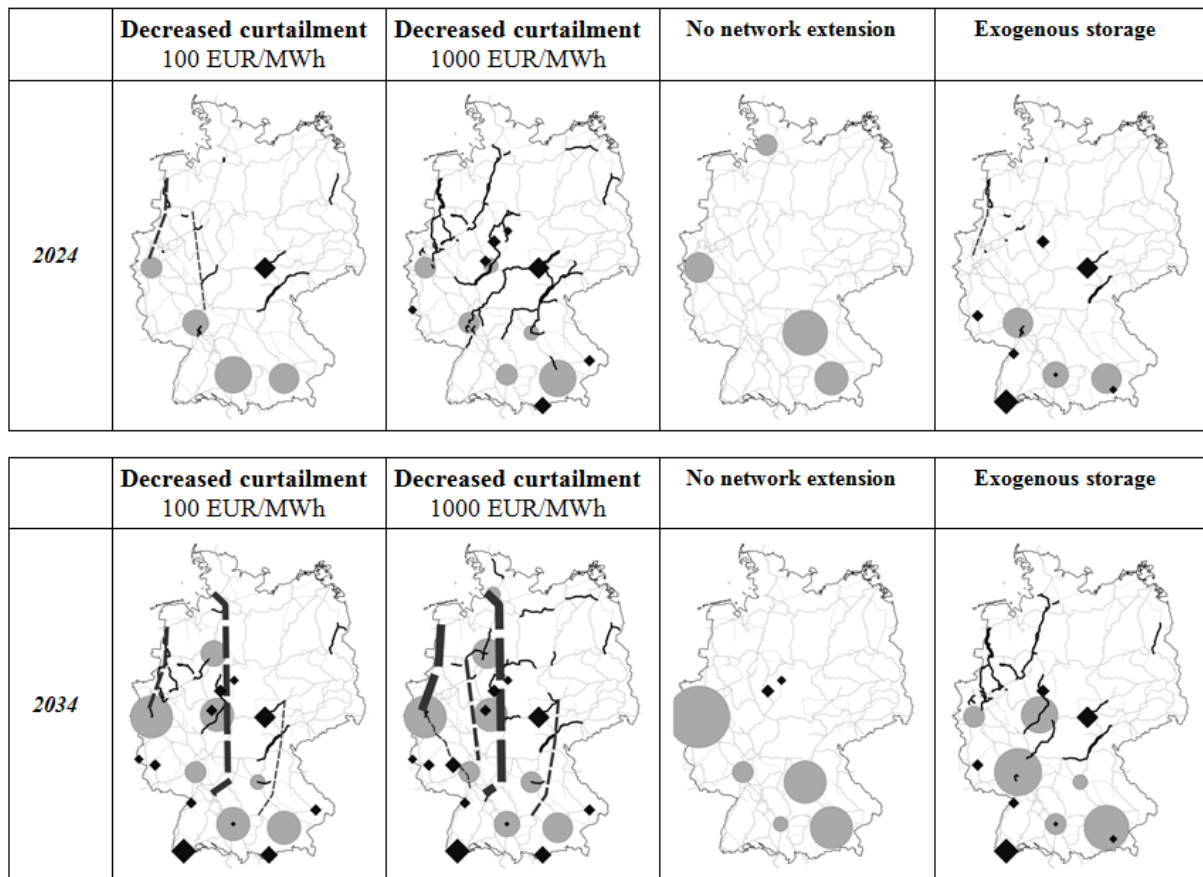 Decreased curtailment
100 EUR/MWh
Decreased curtailment
1000 EUR/MWh
No network extension
Exogenous storage
2024
Decreased curtailment
100 EUR/MWh
Decreased curtailment
1000 EUR/MWh
No network extension
Exogenous storage
2034